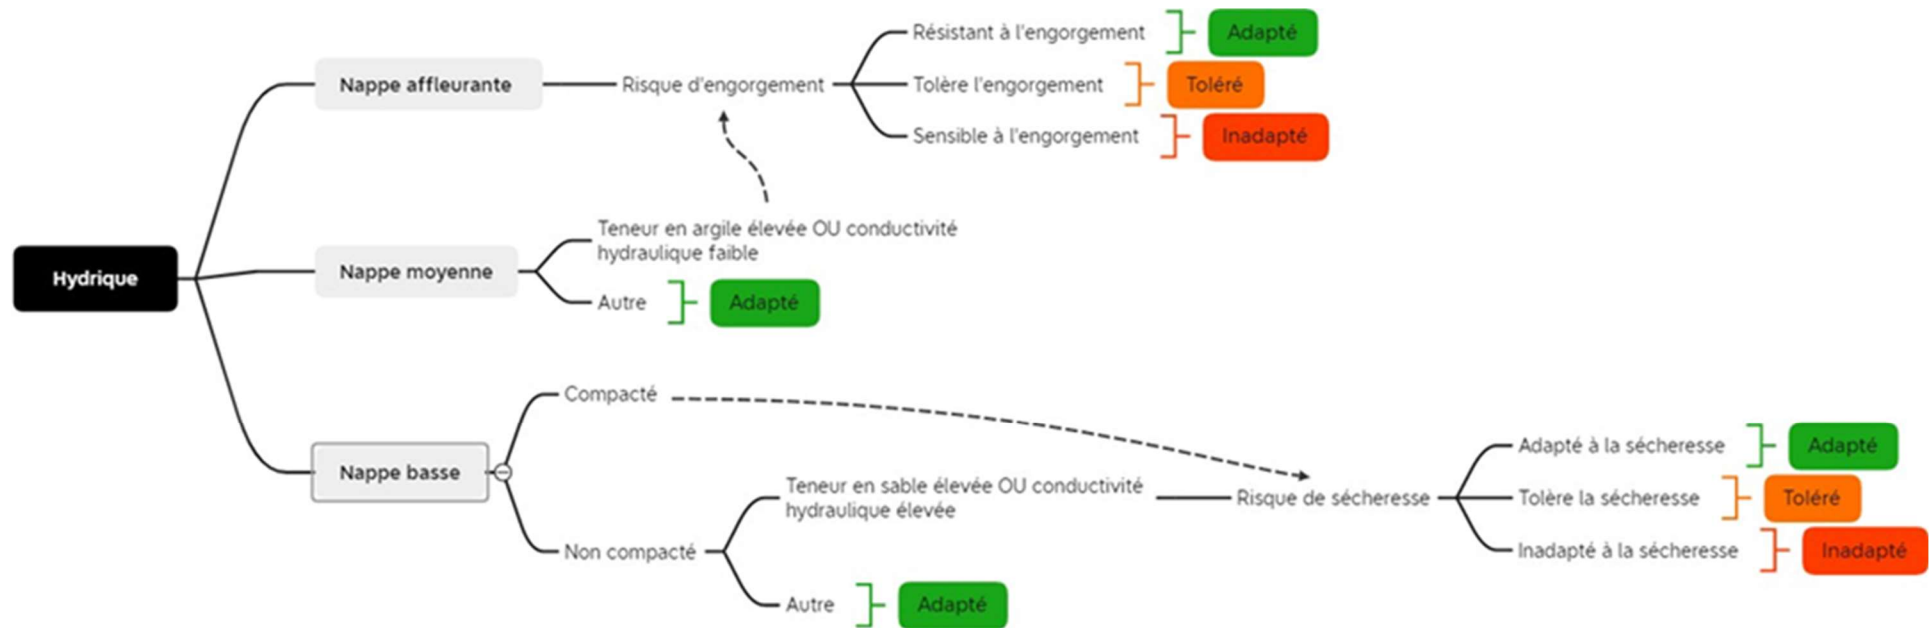 Hydrique
Nappe affleurante
Risque d'engorgement
Résistant à l'engorgement
Adapté
Tolère l'engorgement
Toléré
Sensible à l'engorgement
Inadapté
Nappe moyenne
Teneur en argile élevée OU conductivité
hydraulique faible
Autre
Adapté
Nappe basse
Compacté
Non compacté
Teneur en sable élevée OU conductivité
hydraulique élevée
Risque de sécheresse
Adapté à la sécheresse
Adapté
Tolère la sécheresse
Toléré
Inadapté à la sécheresse
Inadapté
Autre
Adapté